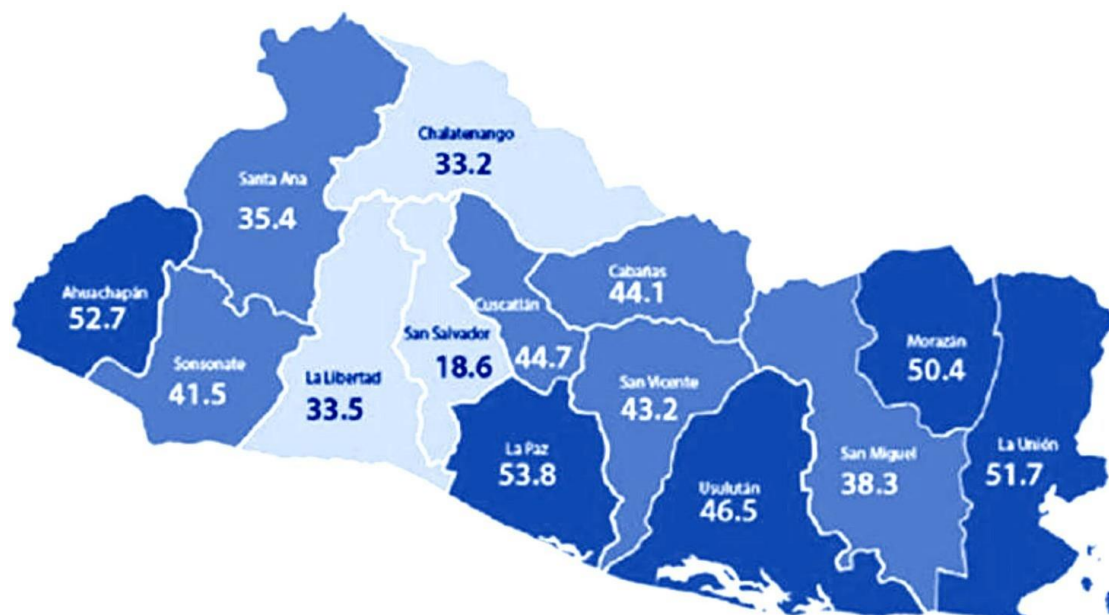 Chalatenango
33.2
Santa Ana
35.4
Ahuachapán
52.7
Sonsonate
41.5
La Libertad
33.5
San Salvador
18.6
Cuscatlán
44.7
Cabañas
44.1
San Vicente
43.2
La Paz
53.8
Usulután
46.5
San Miguel
38.3
Morazán
50.4
La Unión
51.7